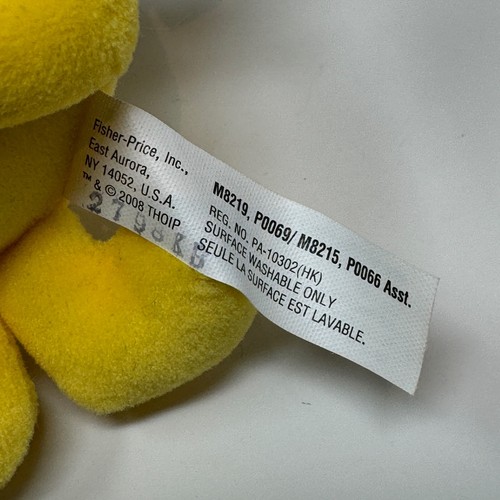 Fisher-Price, Inc.,
East Aurora,
NY 14052, U.S.A.
™ & © 2008 THOIP
M8219, P0069/ M8215, P0066 Asst.
REG. NO. PA-10302(HK)
SURFACE WASHABLE ONLY
SEULE LA SURFACE EST LAVABLE.